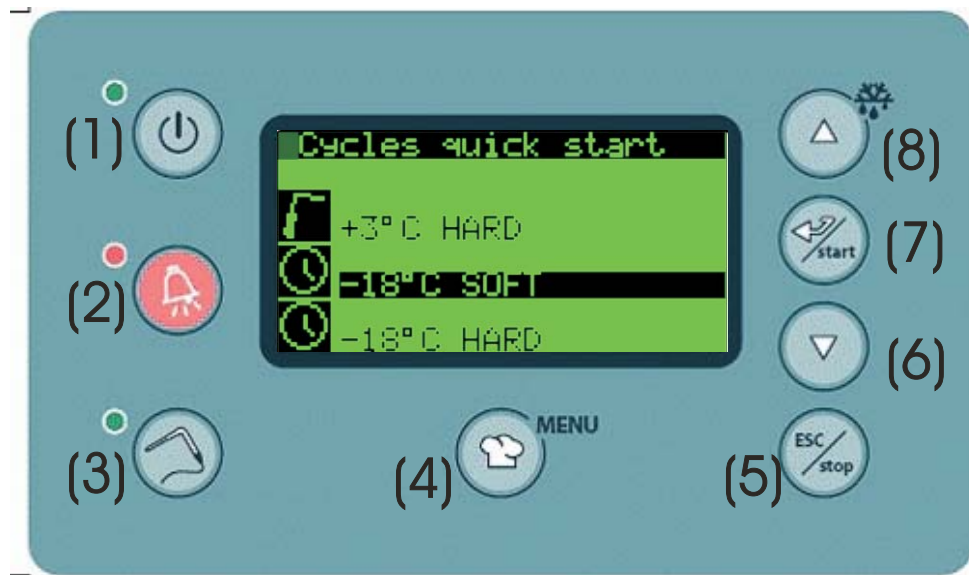 (1)
(2)
(3)
Cycles quick start
+3°C HARD
-18°C SOFT
-18°C HARD
(4)
MENU
(8)
start
(7)
(6)
ESC
stop
(5)